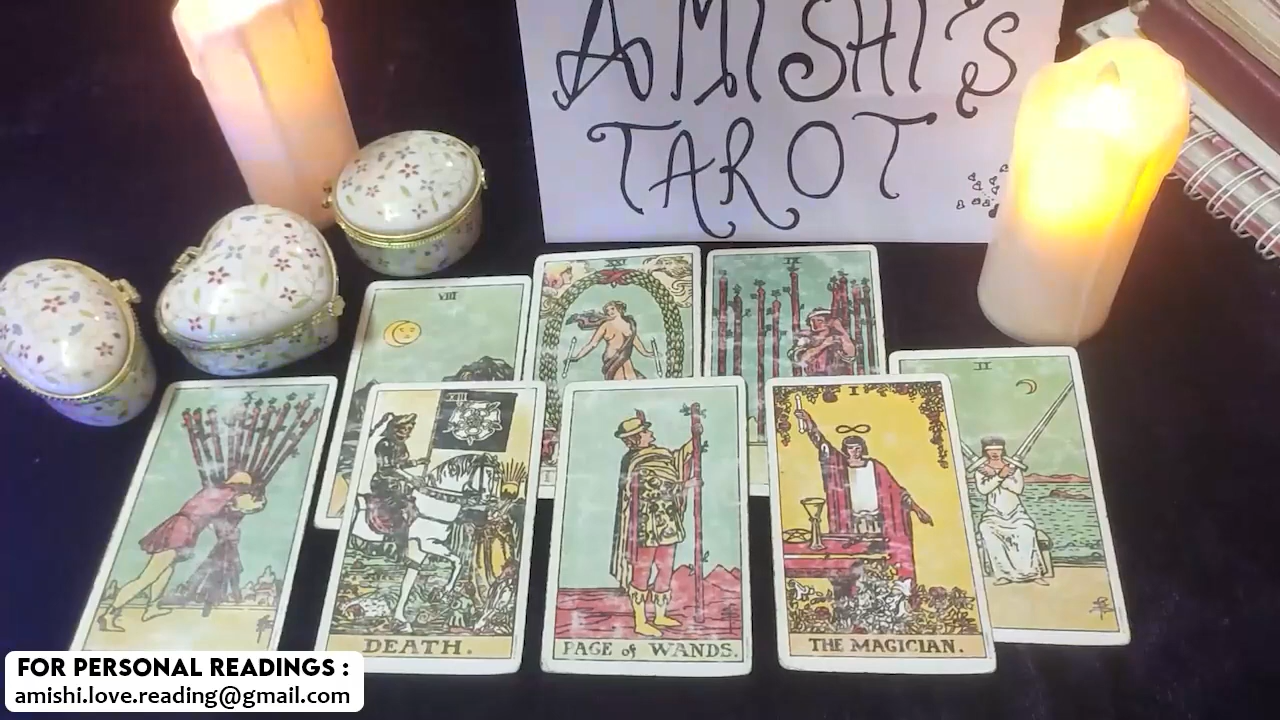 AMISHI'S
TAROT
VIII
XXI
IX
II
X
XIII
I
DEATH.
PAGE of WANDS.
THE MAGICIAN.
FOR PERSONAL READINGS :
amishi.love.reading@gmail.com